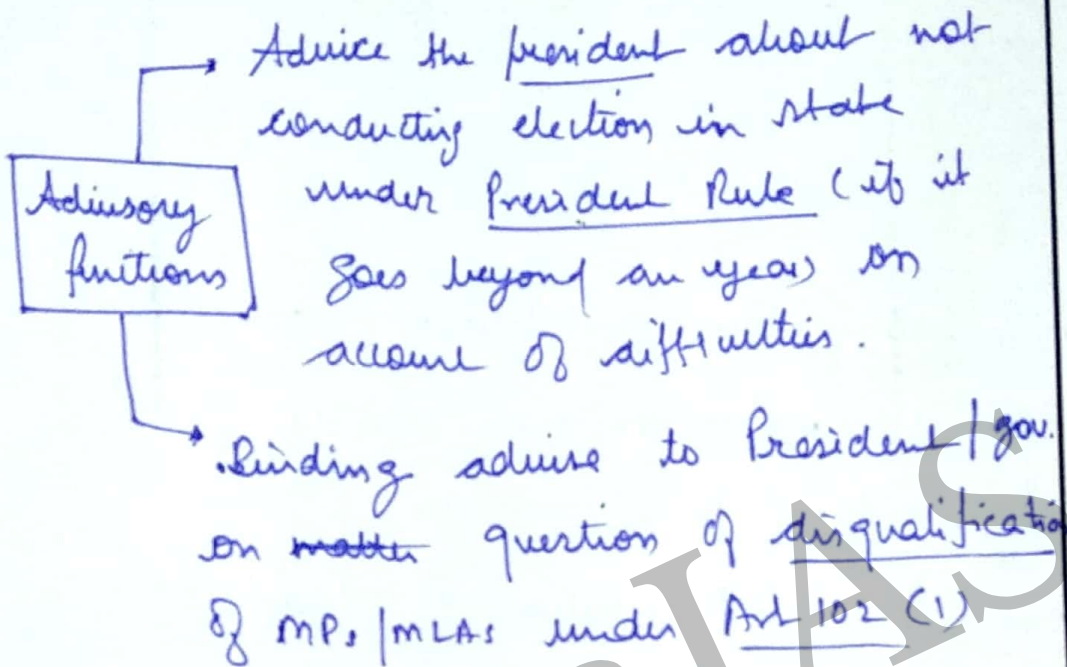 Advice the president about not
conducting election in state
under President Rule (if it
goes beyond an year) on
account of difficulties.
Advisory
functions
Binding advise to President/gov.
on matter question of disqualification
of MPs/MLAs under Art 102 (1)
IAS